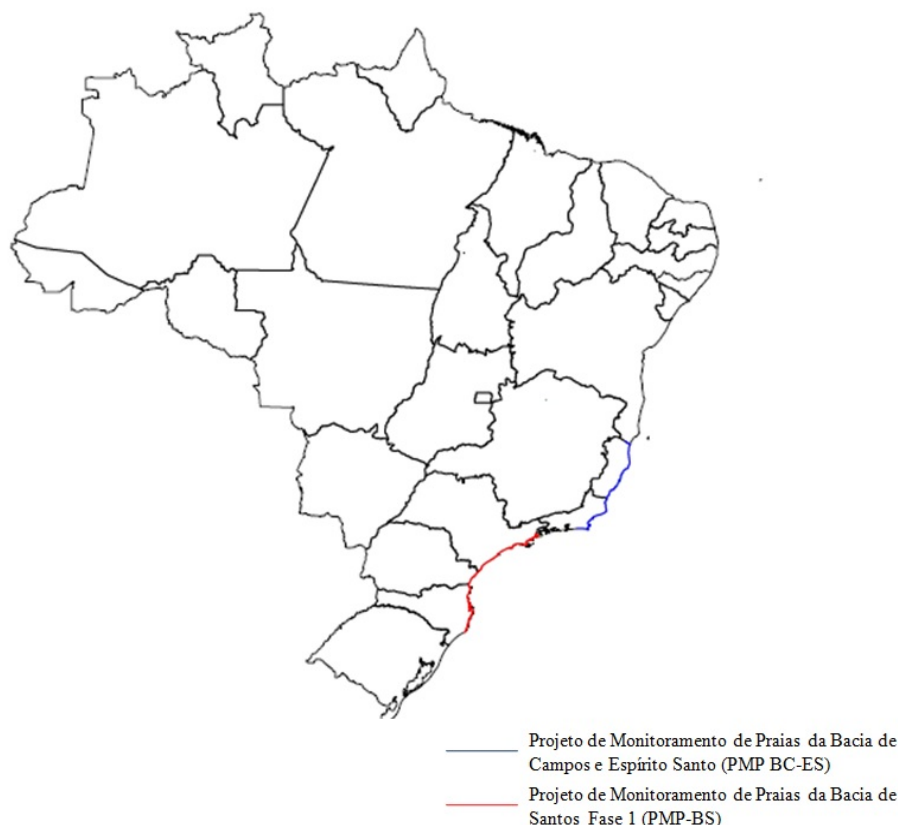 Projeto de Monitoramento de Praias da Bacia de
Campos e Espírito Santo (PMP BC-ES)
Projeto de Monitoramento de Praias da Bacia de
Santos Fase 1 (PMP-BS)